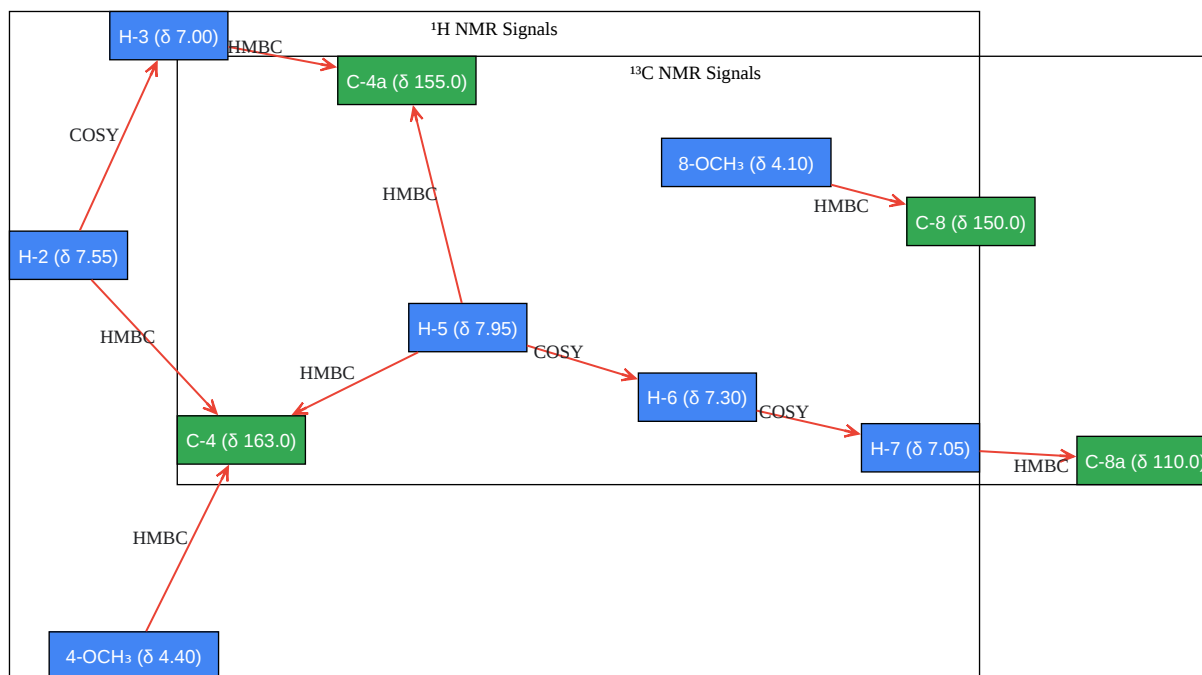 ¹H NMR Signals
H-3 (δ 7.00)
HMBC
C-4a (δ 155.0)
¹³C NMR Signals
COSY
8-OCH₃ (δ 4.10)
HMBC
HMBC
C-8 (δ 150.0)
H-2 (δ 7.55)
H-5 (δ 7.95)
HMBC
COSY
HMBC
H-6 (δ 7.30)
COSY
C-4 (δ 163.0)
H-7 (δ 7.05)
HMBC
C-8a (δ 110.0)
HMBC
4-OCH₃ (δ 4.40)